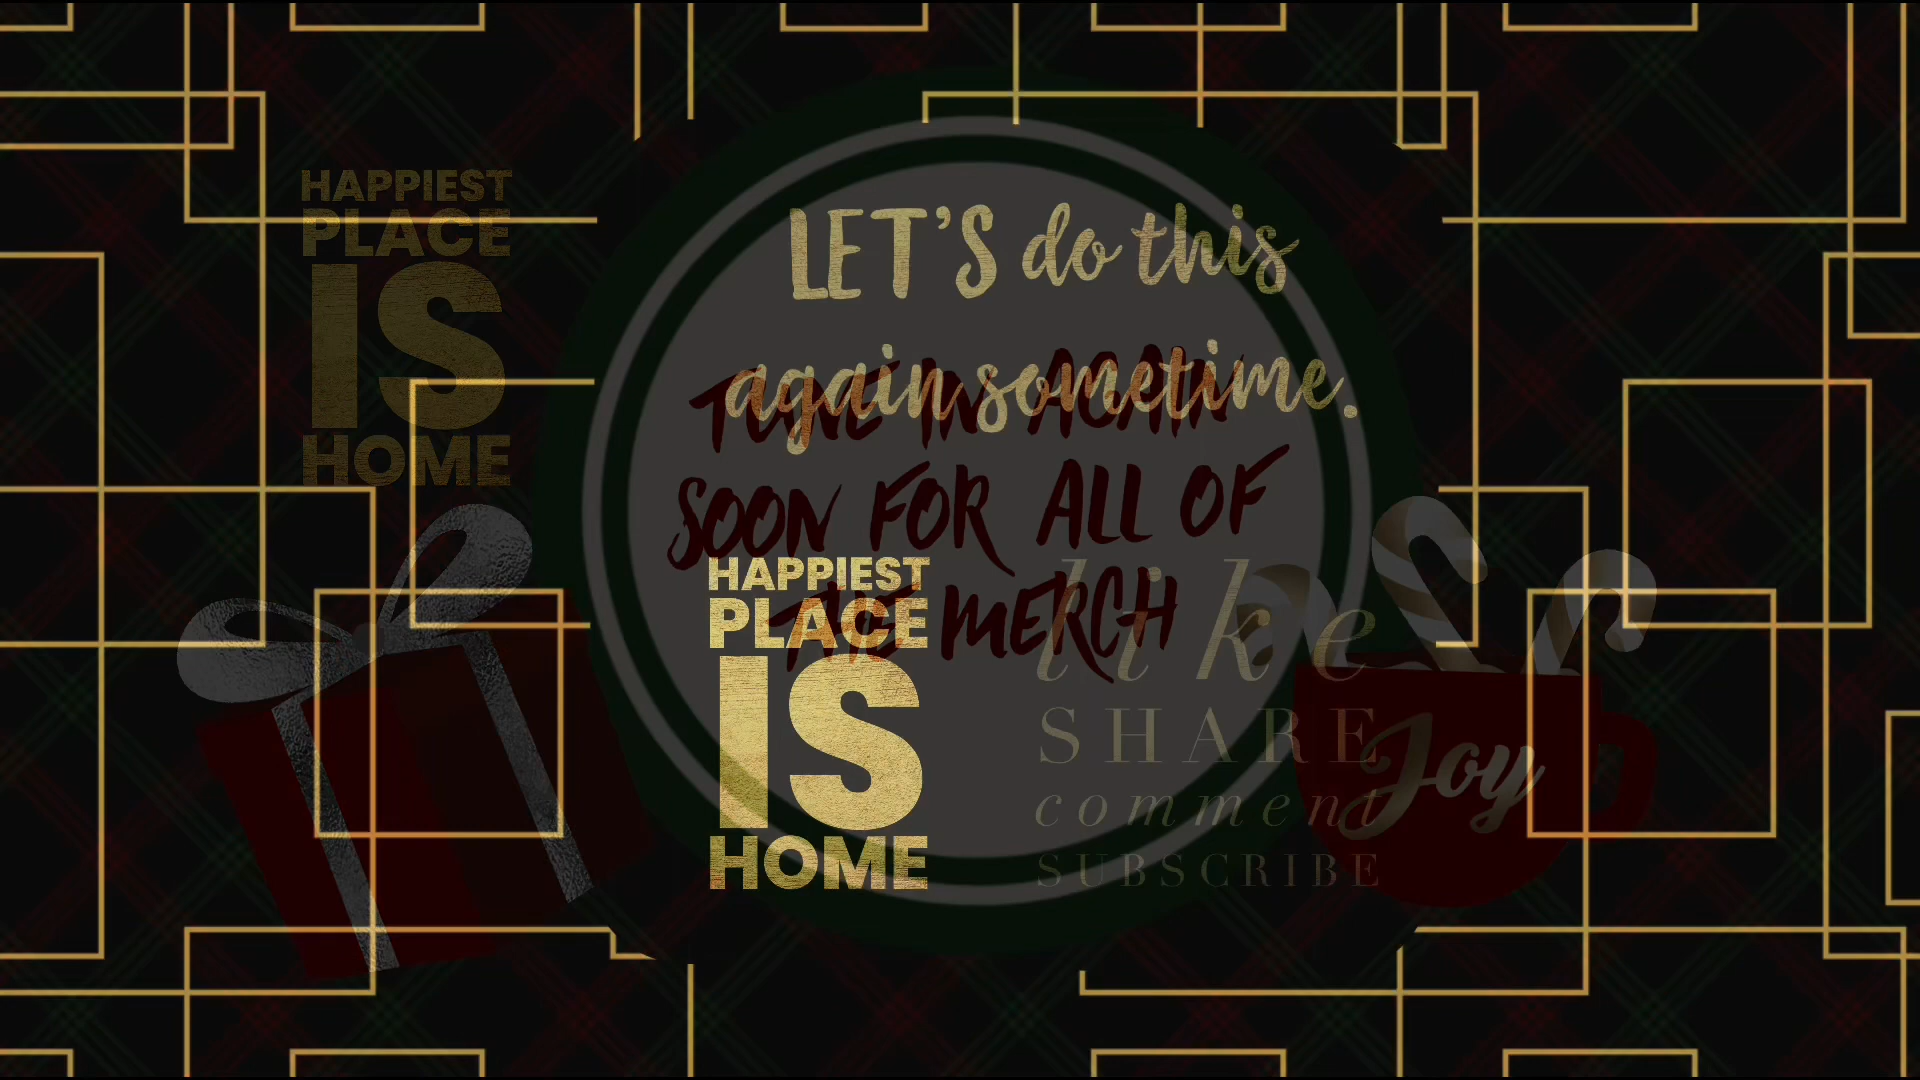 HAPPIEST
PLACE
IS
HOME
LET'S do this
again sometime.
TUNE IN AGAIN
SOON FOR ALL OF
THE MERCH
HAPPIEST
PLACE
IS
HOME
like
SHARE
comment
SUBSCRIBE
Joy